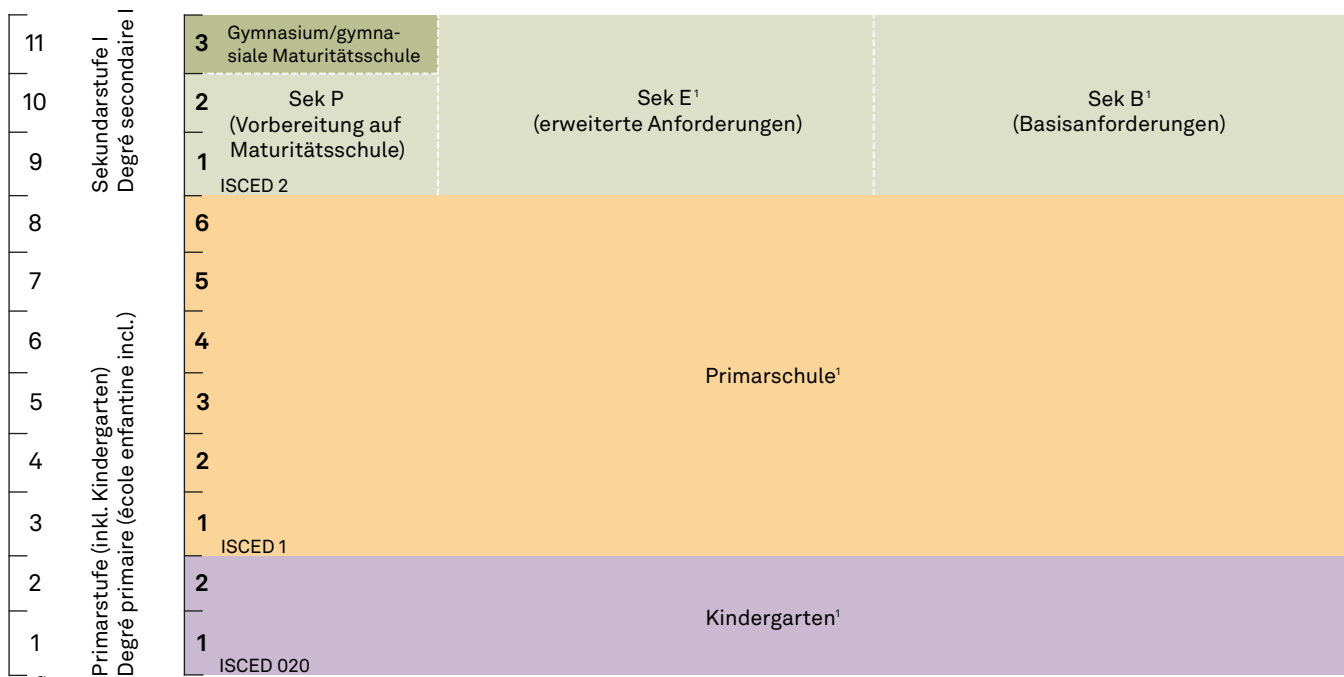 11
10
9
8
7
6
5
4
3
2
1
Sekundarstufe I
Degré secondaire I
Primarstufe (inkl. Kindergarten)
Degré primaire (école enfantine incl.)
3
2
1
ISCED 2
Gymnasium/gymna-
siale Maturitätsschule
Sek P
(Vorbereitung auf
Maturitätsschule)
Sek E¹
(erweiterte Anforderungen)
Sek B¹
(Basisanforderungen)
6
5
4
3
2
1
ISCED 1
Primarschule¹
2
1
ISCED 020
Kindergarten¹